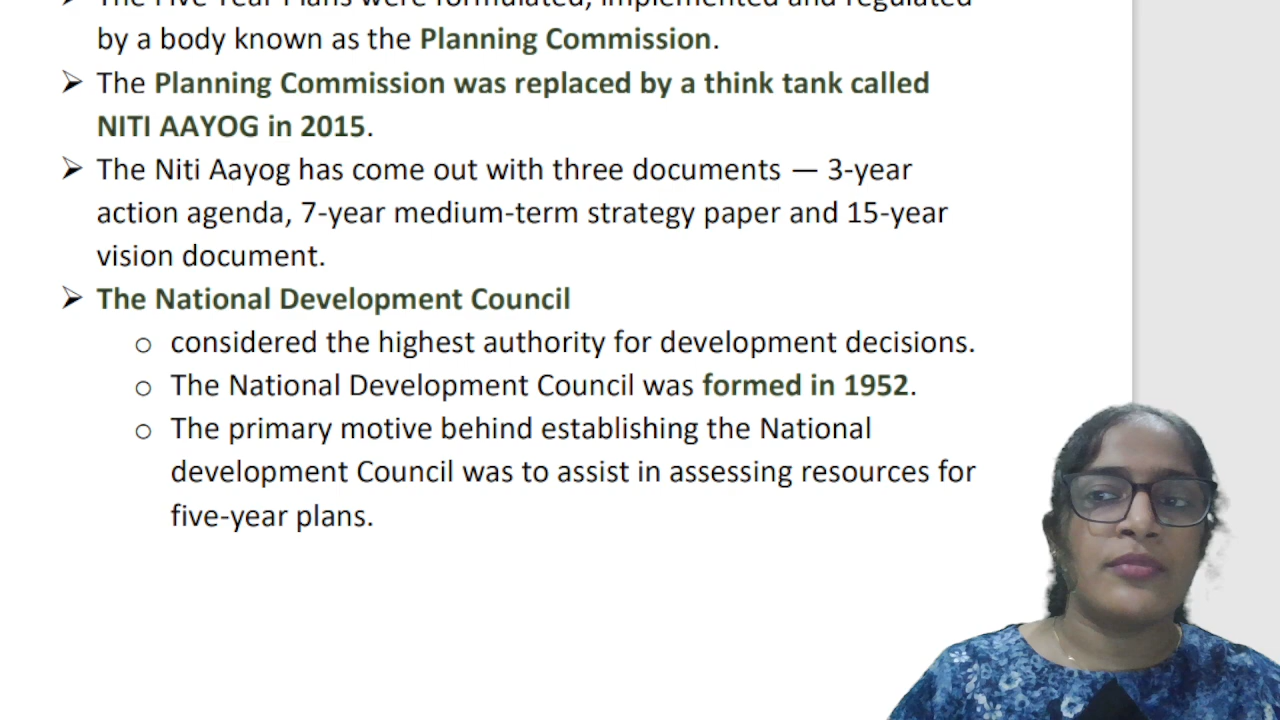 The Five Year Plans were formulated, implemented and regulated
by a body known as the Planning Commission.
➢ The Planning Commission was replaced by a think tank called
NITI AAYOG in 2015.
➢ The Niti Aayog has come out with three documents — 3-year
action agenda, 7-year medium-term strategy paper and 15-year
vision document.
➢ The National Development Council
o considered the highest authority for development decisions.
o The National Development Council was formed in 1952.
o The primary motive behind establishing the National
development Council was to assist in assessing resources for
five-year plans.